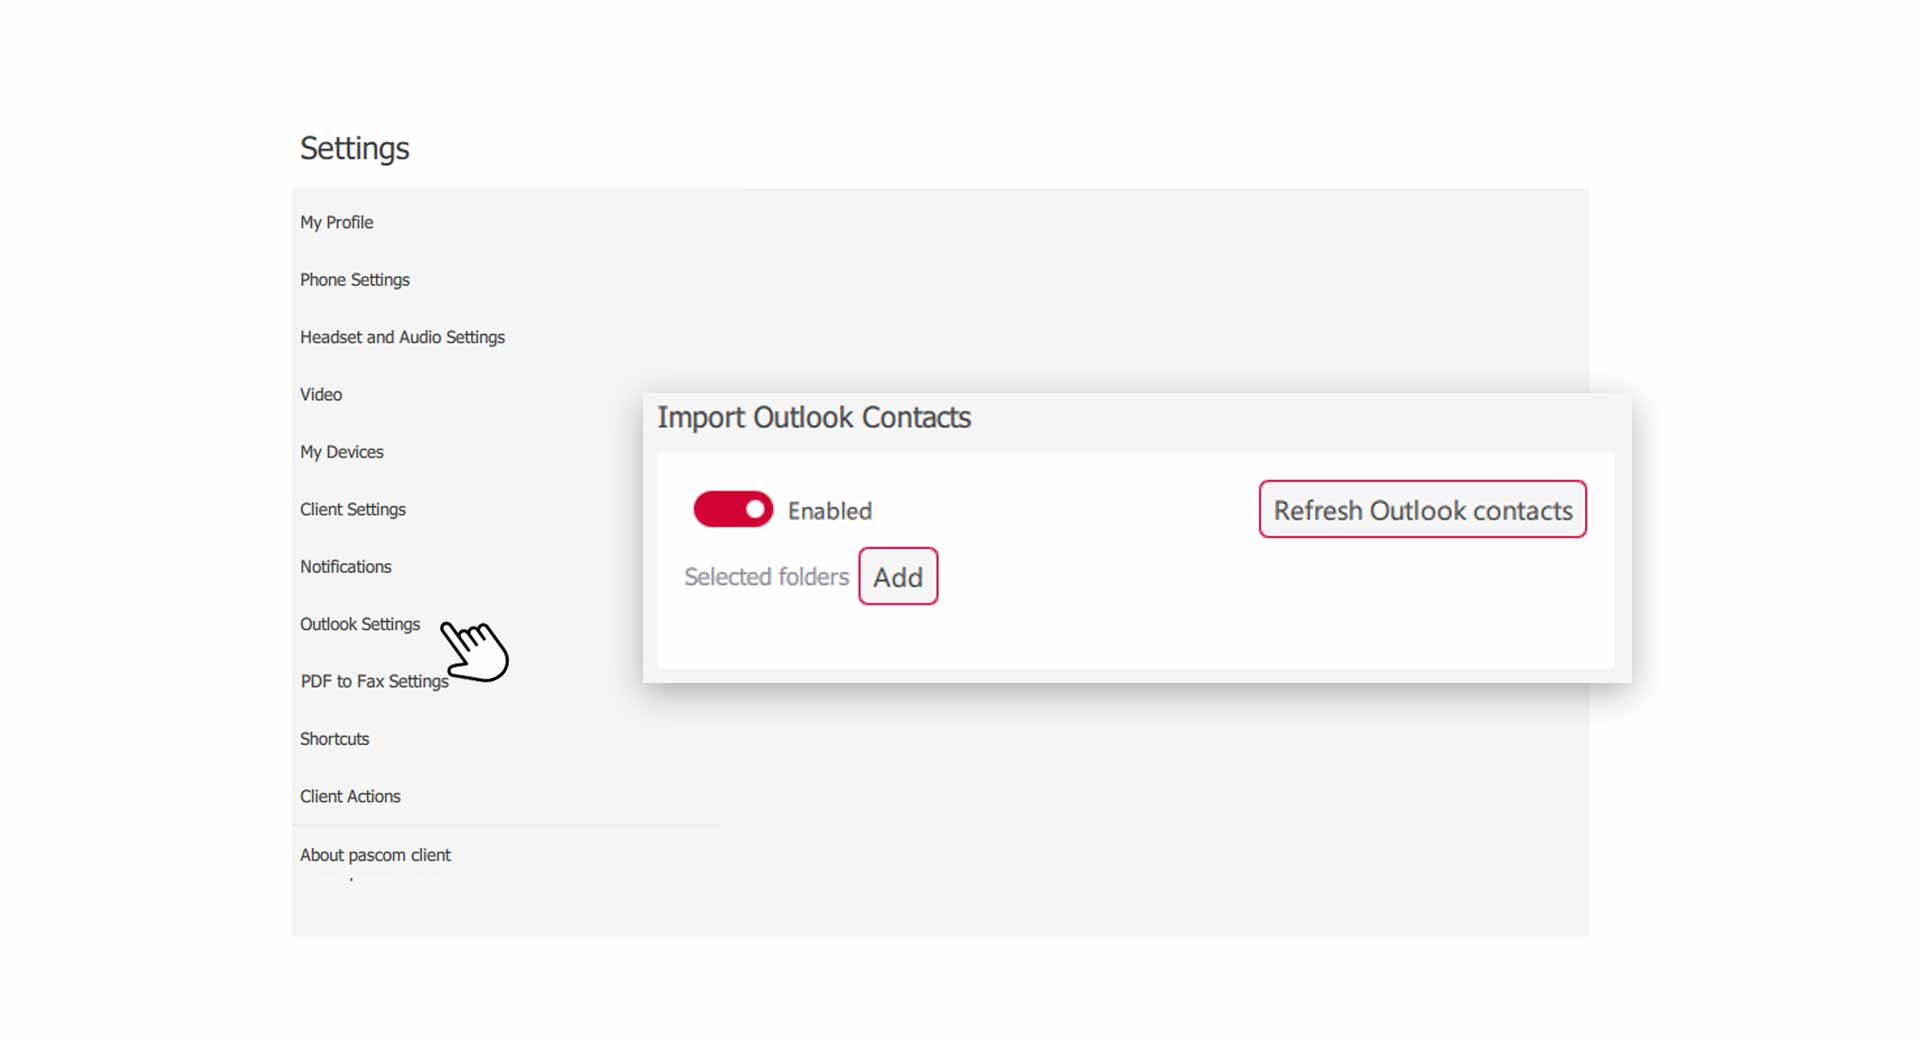 Settings
My Profile
Phone Settings
Headset and Audio Settings
Video
My Devices
Client Settings
Notifications
Outlook Settings
PDF to Fax Settings
Shortcuts
Client Actions
About pascom client
Import Outlook Contacts
Enabled
Refresh Outlook contacts
Selected folders
Add